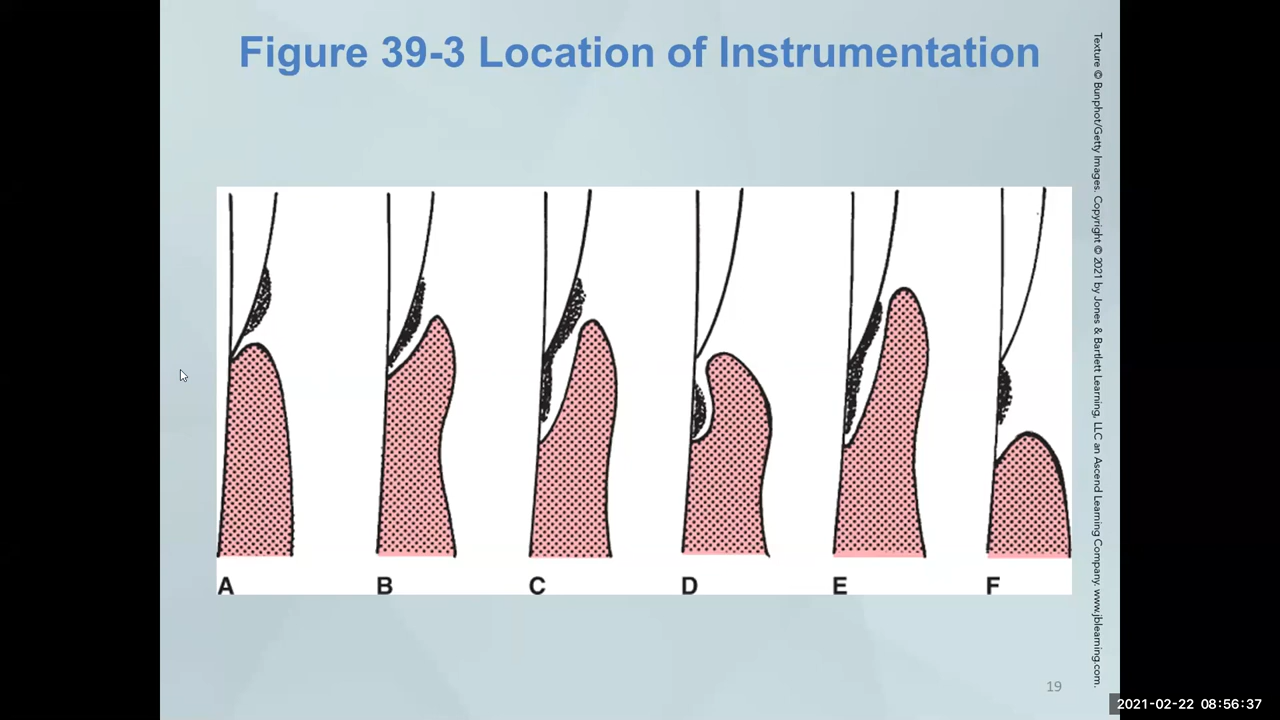 Figure 39-3 Location of Instrumentation
Texture © Bunphot/Getty Images. Copyright © 2021 by Jones & Bartlett Learning, LLC an Ascend Learning Company. www.jblearning.com.
A B C D E F
19
2021-02-22 08:56:37